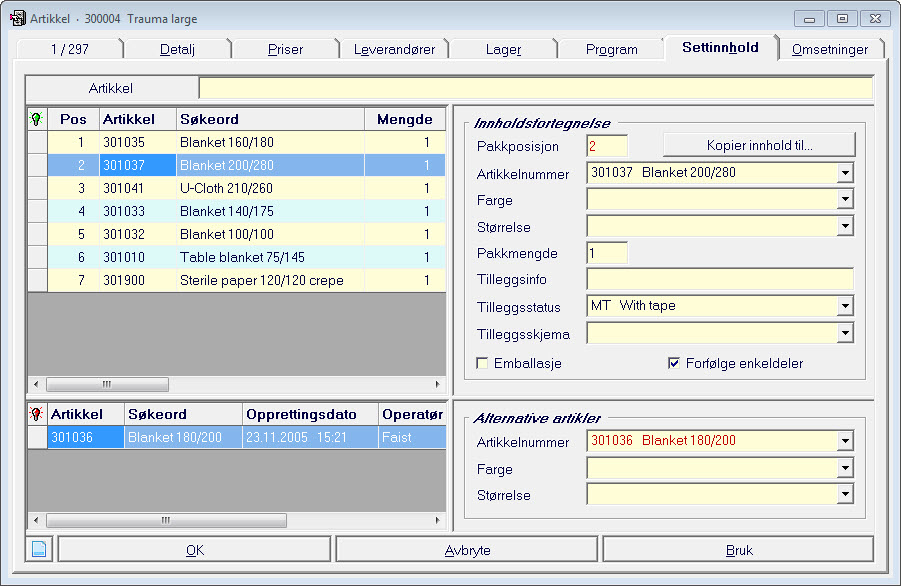 Artikkel · 300004 Trauma large
1 / 297 Detalj Priser Leverandører Lager Program Settinnhold Omsetninger
Artikkel
Pos Artikkel Søkeord Mengde
1 301035 Blanket 160/180 1
2 301037 Blanket 200/280 1
3 301041 U-Cloth 210/260 1
4 301033 Blanket 140/175 1
5 301032 Blanket 100/100 1
6 301010 Table blanket 75/145 1
7 301900 Sterile paper 120/120 crepe 1
Innholdsfortegnelse
Pakkposisjon 2 Kopier innhold til...
Artikkelnummer 301037 Blanket 200/280
Farge
Størrelse
Pakkmengde 1
Tilleggsinfo
Tilleggsstatus MT With tape
Tilleggsskjema
Emballasje Forfølge enkeldeler
Artikkel Søkeord Opprettingsdato Operatør
301036 Blanket 180/200 23.11.2005 15:21 Faist
Alternative artikler
Artikkelnummer 301036 Blanket 180/200
Farge
Størrelse
OK Avbryte Bruk